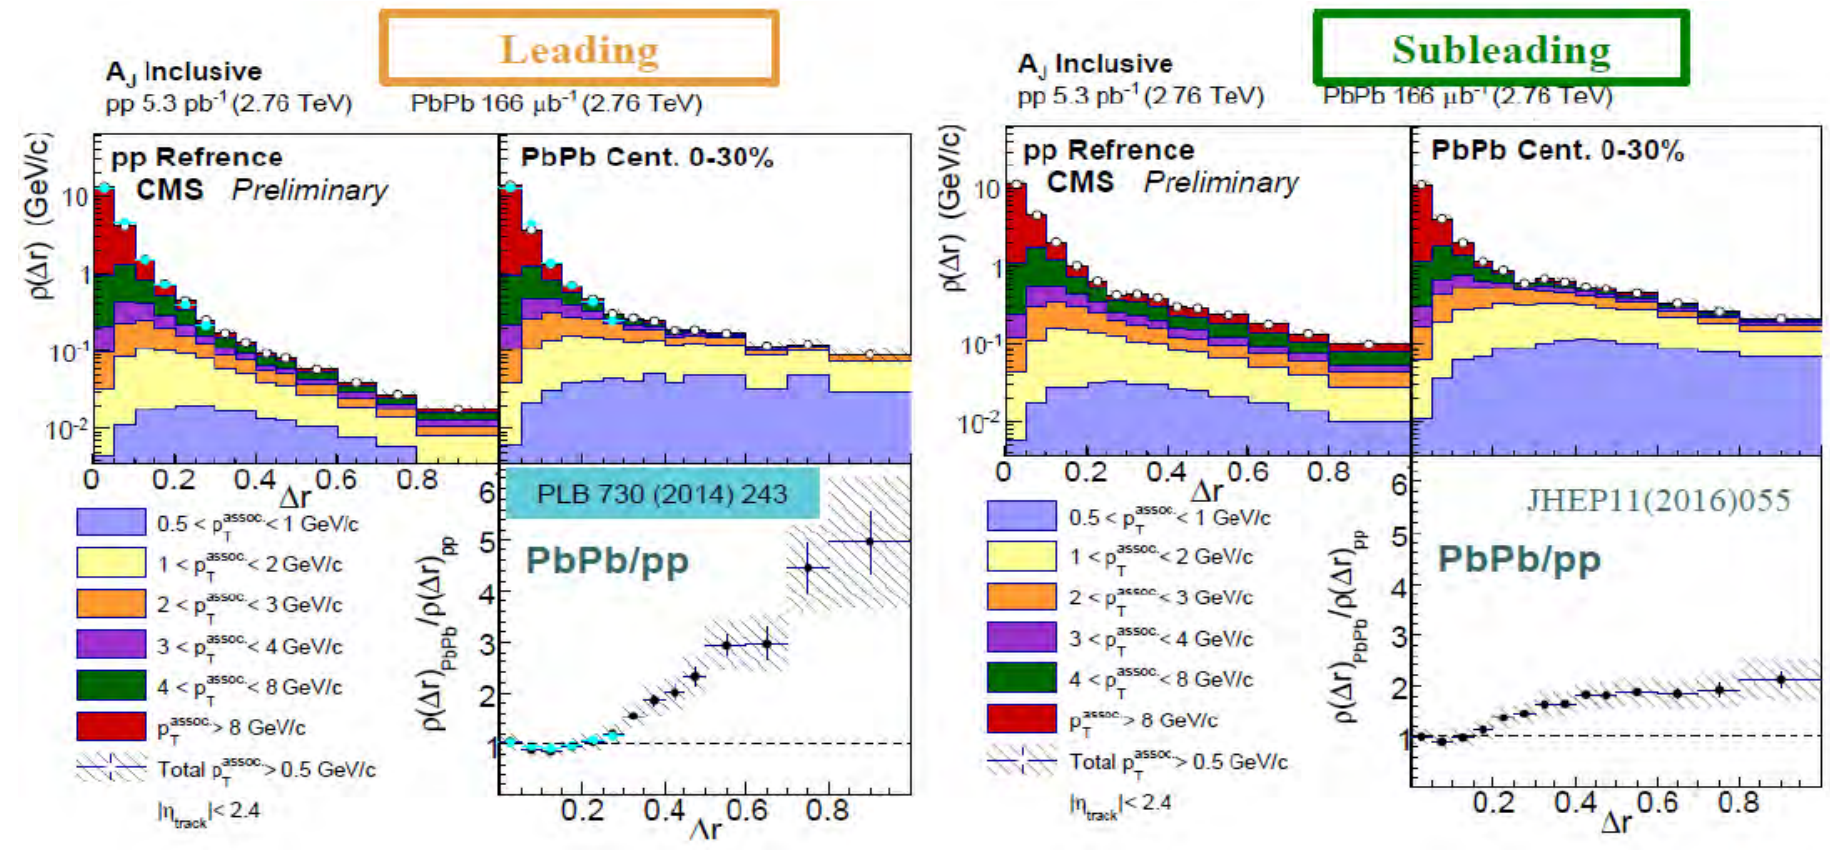 Leading
A_J Inclusive
pp 5.3 pb^-1 (2.76 TeV) PbPb 166 μb^-1 (2.76 TeV)
ρ(Δr) (GeV/c)
pp Refrence
CMS Preliminary
PbPb Cent. 0-30%
10
1
10^-1
10^-2
0 0.2 0.4 0.6 0.8
Δr
0.5 < p_T^assoc. < 1 GeV/c
1 < p_T^assoc. < 2 GeV/c
2 < p_T^assoc. < 3 GeV/c
3 < p_T^assoc. < 4 GeV/c
4 < p_T^assoc. < 8 GeV/c
p_T^assoc. > 8 GeV/c
Total p_T^assoc. > 0.5 GeV/c
|η_track| < 2.4
ρ(Δr)_PbPb/ρ(Δr)_pp
PLB 730 (2014) 243
PbPb/pp
6
5
4
3
2
1
0.2 0.4 0.6 0.8
Δr
Subleading
A_J Inclusive
pp 5.3 pb^-1 (2.76 TeV) PbPb 166 μb^-1 (2.76 TeV)
ρ(Δr) (GeV/c)
pp Refrence
CMS Preliminary
PbPb Cent. 0-30%
10
1
10^-1
10^-2
0 0.2 0.4 0.6 0.8
Δr
0.5 < p_T^assoc. < 1 GeV/c
1 < p_T^assoc. < 2 GeV/c
2 < p_T^assoc. < 3 GeV/c
3 < p_T^assoc. < 4 GeV/c
4 < p_T^assoc. < 8 GeV/c
p_T^assoc. > 8 GeV/c
Total p_T^assoc. > 0.5 GeV/c
|η_track| < 2.4
ρ(Δr)_PbPb/ρ(Δr)_pp
JHEP11(2016)055
PbPb/pp
6
5
4
3
2
1
0.2 0.4 0.6 0.8
Δr